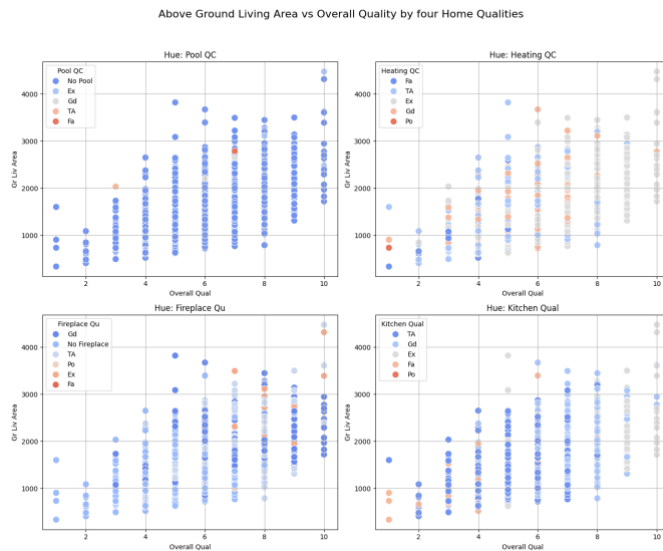 Above Ground Living Area vs Overall Quality by four Home Qualities
Hue: Pool QC
Pool QC
No Pool
Ex
Gd
TA
Fa
4000
3000
2000
1000
Gr Liv Area
2
4
6
8
10
Overall Qual
Hue: Heating QC
Heating QC
Fa
TA
Ex
Gd
Po
4000
3000
2000
1000
Gr Liv Area
2
4
6
8
10
Overall Qual
Hue: Fireplace Qu
Fireplace Qu
Gd
No Fireplace
TA
Po
Ex
Fa
4000
3000
2000
1000
Gr Liv Area
2
4
6
8
10
Overall Qual
Hue: Kitchen Qual
Kitchen Qual
TA
Gd
Ex
Fa
Po
4000
3000
2000
1000
Gr Liv Area
2
4
6
8
10
Overall Qual